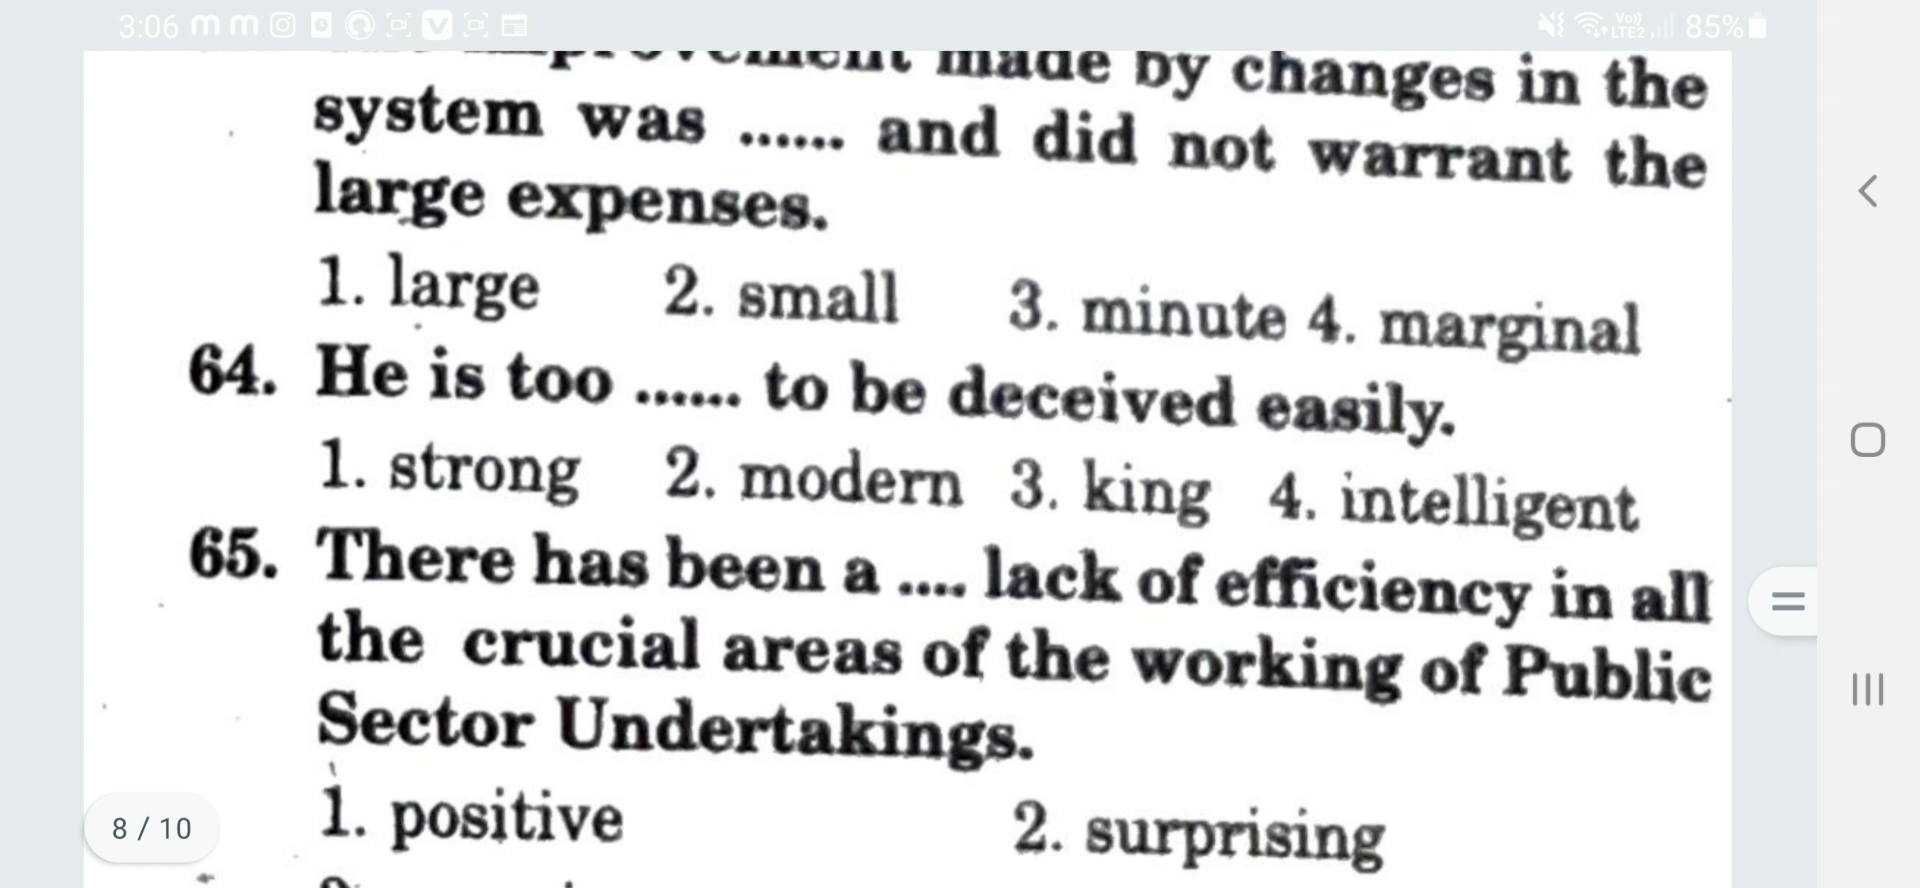 3:06 85%
improvement made by changes in the
system was ...... and did not warrant the
large expenses.
1. large 2. small 3. minute 4. marginal
64. He is too ...... to be deceived easily.
1. strong 2. modern 3. king 4. intelligent
65. There has been a .... lack of efficiency in all
the crucial areas of the working of Public
Sector Undertakings.
1. positive 2. surprising
8 / 10